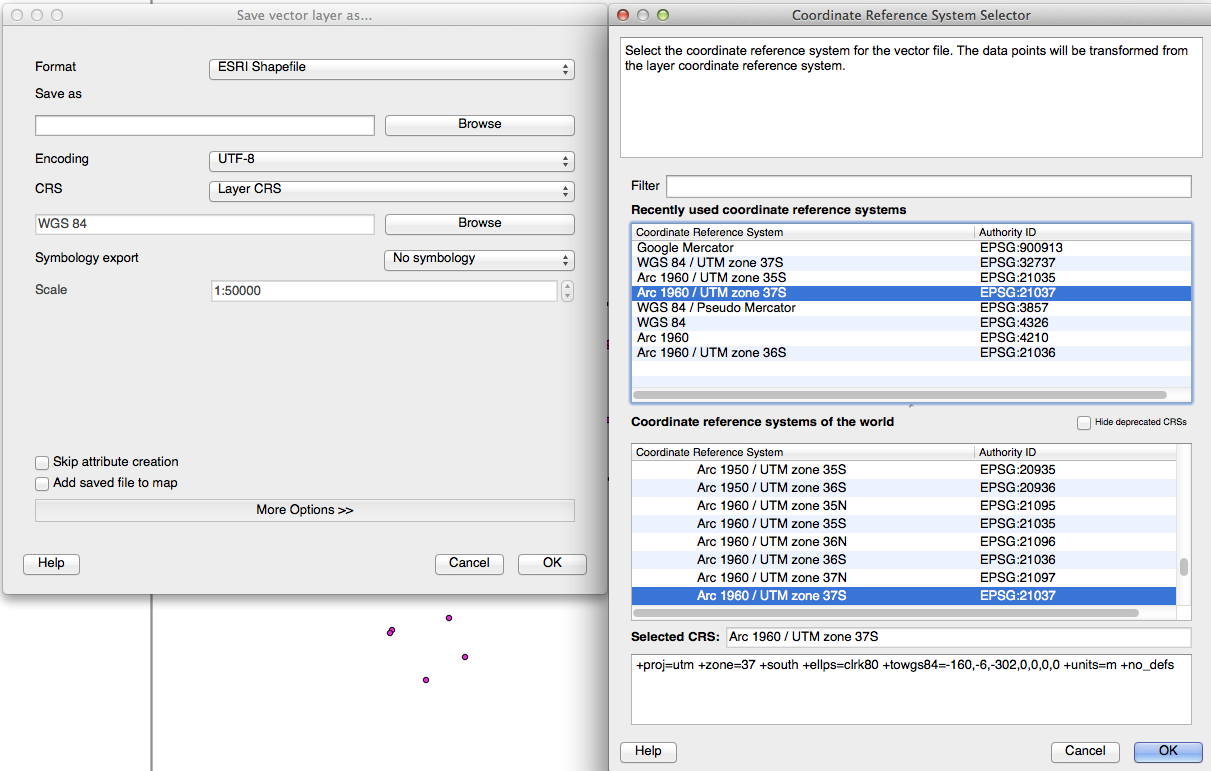 Save vector layer as...
Format
ESRI Shapefile
Save as
Browse
Encoding
UTF-8
CRS
Layer CRS
WGS 84
Browse
Symbology export
No symbology
Scale
1:50000
Skip attribute creation
Add saved file to map
More Options >>
Help
Cancel
OK
Coordinate Reference System Selector
Select the coordinate reference system for the vector file. The data points will be transformed from
the layer coordinate reference system.
Filter
Recently used coordinate reference systems
Coordinate Reference System Authority ID
Google Mercator EPSG:900913
WGS 84 / UTM zone 37S EPSG:32737
Arc 1960 / UTM zone 35S EPSG:21035
Arc 1960 / UTM zone 37S EPSG:21037
WGS 84 / Pseudo Mercator EPSG:3857
WGS 84 EPSG:4326
Arc 1960 EPSG:4210
Arc 1960 / UTM zone 36S EPSG:21036
Coordinate reference systems of the world
Hide deprecated CRSs
Coordinate Reference System Authority ID
Arc 1950 / UTM zone 35S EPSG:20935
Arc 1950 / UTM zone 36S EPSG:20936
Arc 1960 / UTM zone 35N EPSG:21095
Arc 1960 / UTM zone 35S EPSG:21035
Arc 1960 / UTM zone 36N EPSG:21096
Arc 1960 / UTM zone 36S EPSG:21036
Arc 1960 / UTM zone 37N EPSG:21097
Arc 1960 / UTM zone 37S EPSG:21037
Selected CRS: Arc 1960 / UTM zone 37S
+proj=utm +zone=37 +south +ellps=clrk80 +towgs84=-160,-6,-302,0,0,0,0 +units=m +no_defs
Help
Cancel
OK